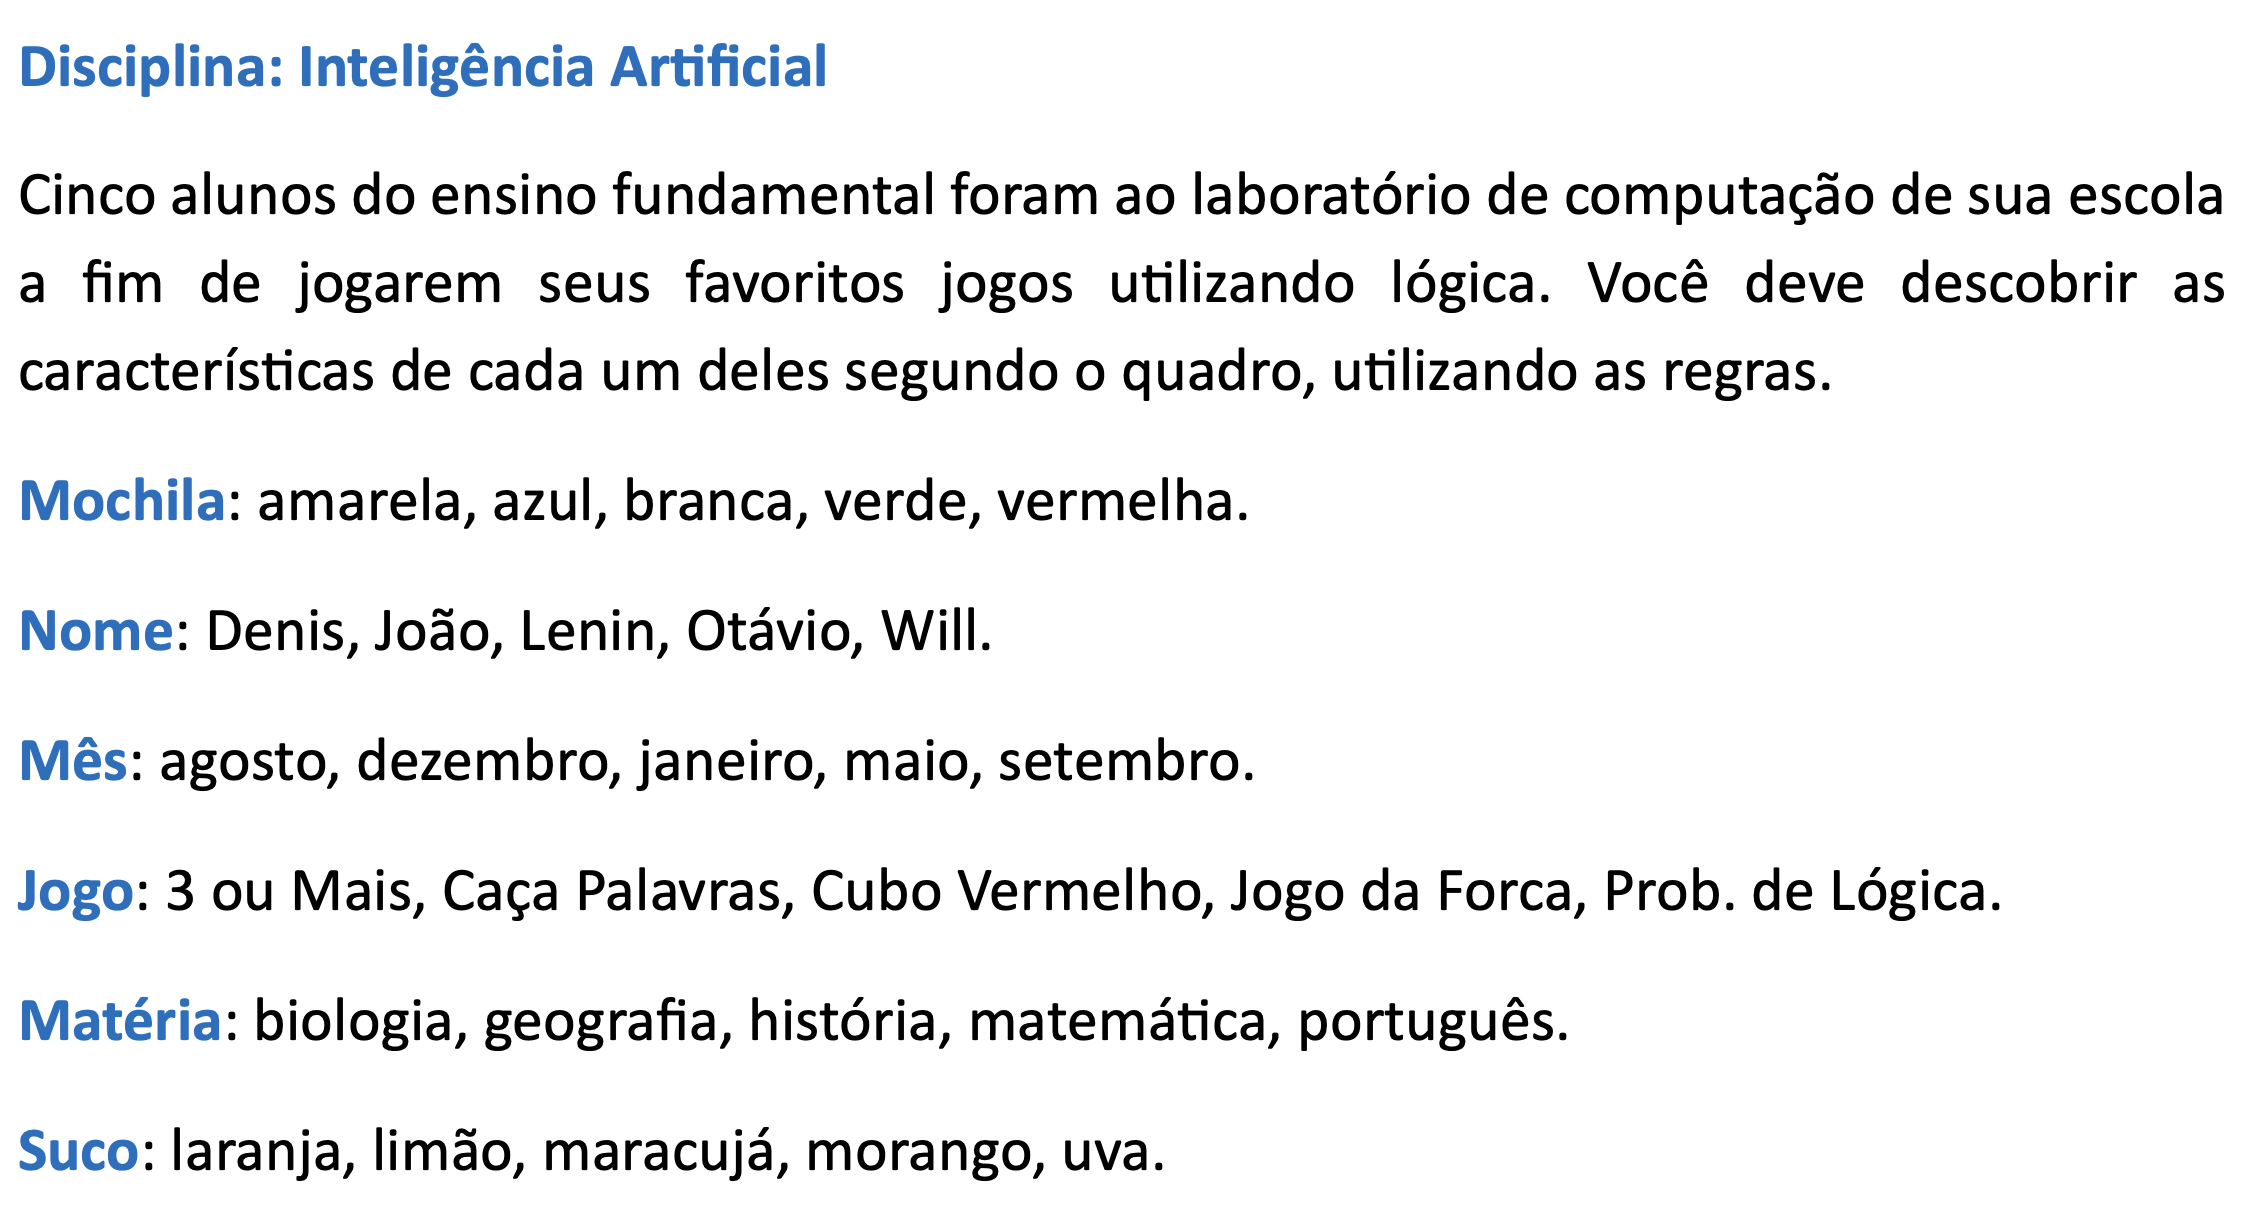 Disciplina: Inteligência Artificial
Cinco alunos do ensino fundamental foram ao laboratório de computação de sua escola
a fim de jogarem seus favoritos jogos utilizando lógica. Você deve descobrir as
características de cada um deles segundo o quadro, utilizando as regras.
Mochila: amarela, azul, branca, verde, vermelha.
Nome: Denis, João, Lenin, Otávio, Will.
Mês: agosto, dezembro, janeiro, maio, setembro.
Jogo: 3 ou Mais, Caça Palavras, Cubo Vermelho, Jogo da Forca, Prob. de Lógica.
Matéria: biologia, geografia, história, matemática, português.
Suco: laranja, limão, maracujá, morango, uva.